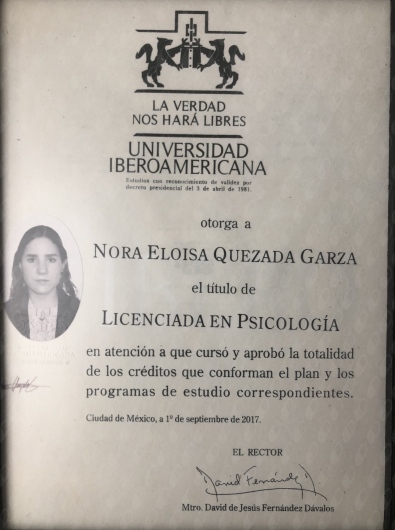 LA VERDAD
NOS HARÁ LIBRES
UNIVERSIDAD
IBEROAMERICANA
Estudios con reconocimiento de validez por
decreto presidencial del 3 de abril de 1981.
otorga a
NORA ELOISA QUEZADA GARZA
el título de
LICENCIADA EN PSICOLOGÍA
en atención a que cursó y aprobó la totalidad
de los créditos que conforman el plan y los
programas de estudio correspondientes.
Ciudad de México, a 1º de septiembre de 2017.
EL RECTOR
David Fernández D
Mtro. David de Jesús Fernández Dávalos